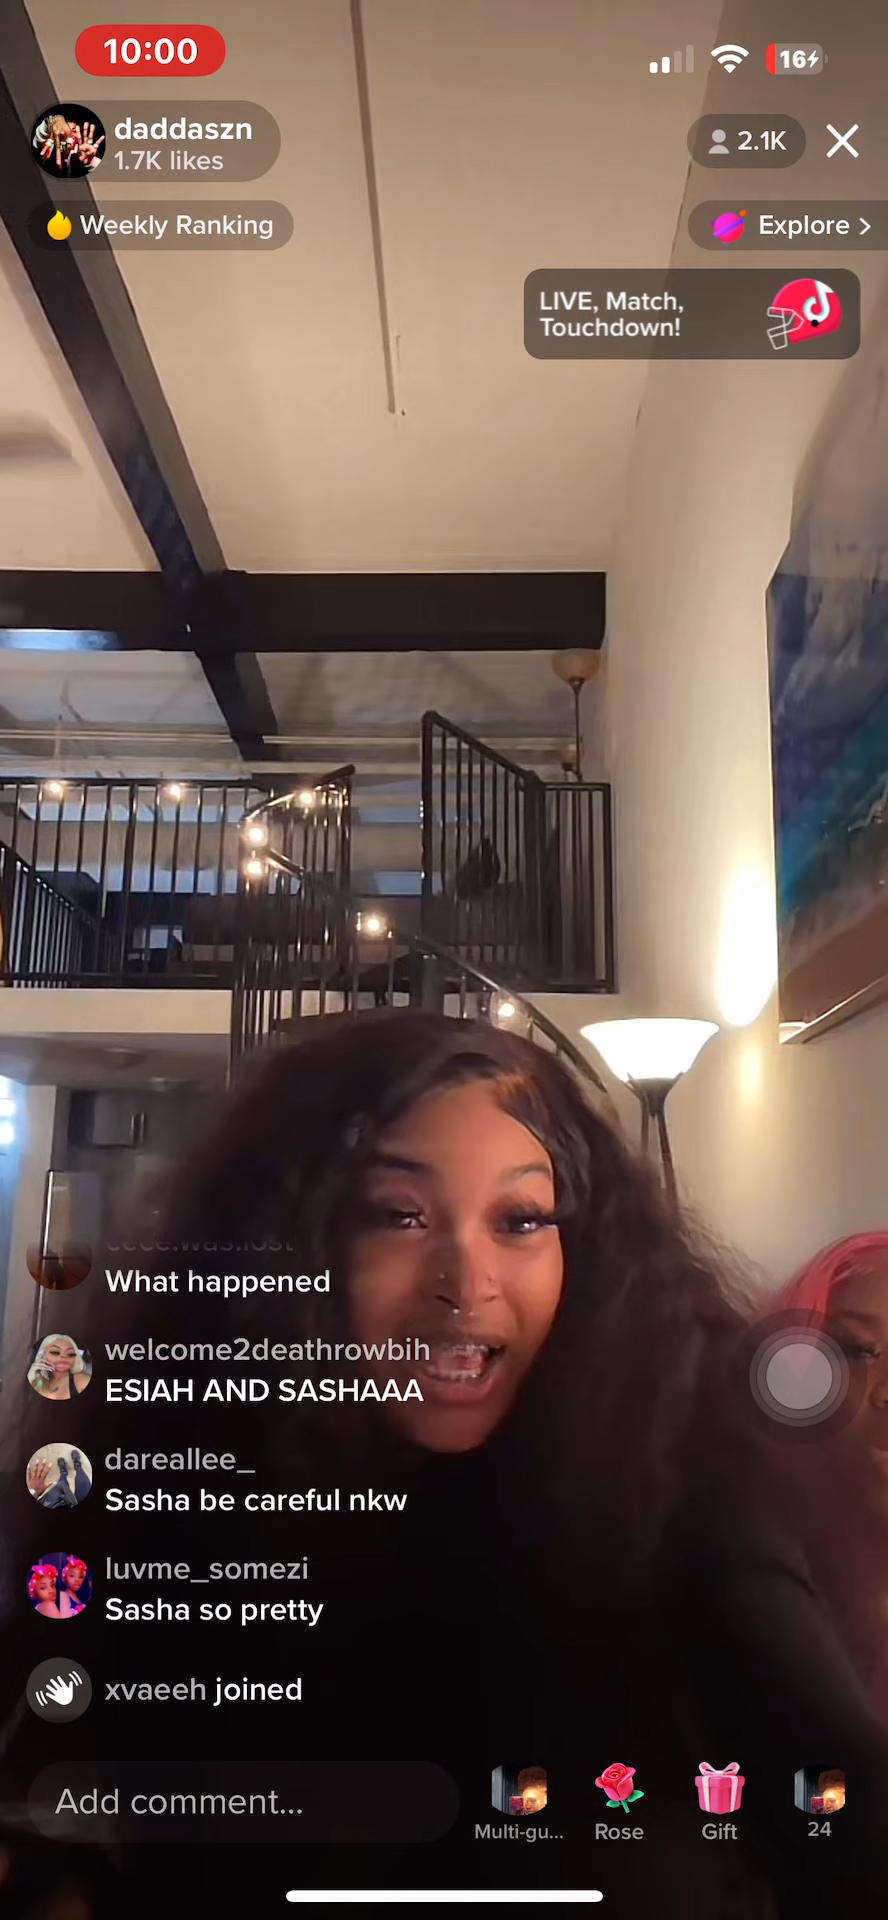 10:00
16
daddaszn
1.7K likes
2.1K
Weekly Ranking
Explore >
LIVE, Match,
Touchdown!
What happened
welcome2deathrowbih
ESIAH AND SASHAAA
dareallee_
Sasha be careful nkw
luvme_somezi
Sasha so pretty
xvaeeh joined
Add comment...
Multi-gu...
Rose
Gift
24